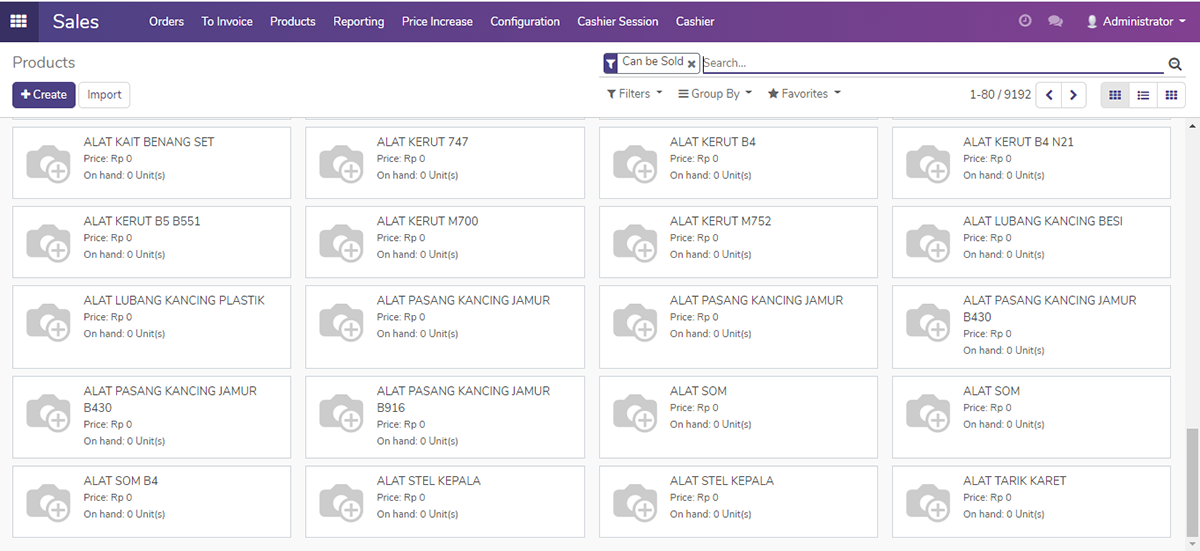 Sales Orders To Invoice Products Reporting Price Increase Configuration Cashier Session Cashier Administrator
Products
Can be Sold Search...
Create Import
Filters Group By Favorites 1-80 / 9192
ALAT KAIT BENANG SET
Price: Rp 0
On hand: 0 Unit(s)
ALAT KERUT 747
Price: Rp 0
On hand: 0 Unit(s)
ALAT KERUT B4
Price: Rp 0
On hand: 0 Unit(s)
ALAT KERUT B4 N21
Price: Rp 0
On hand: 0 Unit(s)
ALAT KERUT B5 B551
Price: Rp 0
On hand: 0 Unit(s)
ALAT KERUT M700
Price: Rp 0
On hand: 0 Unit(s)
ALAT KERUT M752
Price: Rp 0
On hand: 0 Unit(s)
ALAT LUBANG KANCING BESI
Price: Rp 0
On hand: 0 Unit(s)
ALAT LUBANG KANCING PLASTIK
Price: Rp 0
On hand: 0 Unit(s)
ALAT PASANG KANCING JAMUR
Price: Rp 0
On hand: 0 Unit(s)
ALAT PASANG KANCING JAMUR
Price: Rp 0
On hand: 0 Unit(s)
ALAT PASANG KANCING JAMUR
B430
Price: Rp 0
On hand: 0 Unit(s)
ALAT PASANG KANCING JAMUR
B430
Price: Rp 0
On hand: 0 Unit(s)
ALAT PASANG KANCING JAMUR
B916
Price: Rp 0
On hand: 0 Unit(s)
ALAT SOM
Price: Rp 0
On hand: 0 Unit(s)
ALAT SOM
Price: Rp 0
On hand: 0 Unit(s)
ALAT SOM B4
Price: Rp 0
On hand: 0 Unit(s)
ALAT STEL KEPALA
Price: Rp 0
On hand: 0 Unit(s)
ALAT STEL KEPALA
Price: Rp 0
On hand: 0 Unit(s)
ALAT TARIK KARET
Price: Rp 0
On hand: 0 Unit(s)